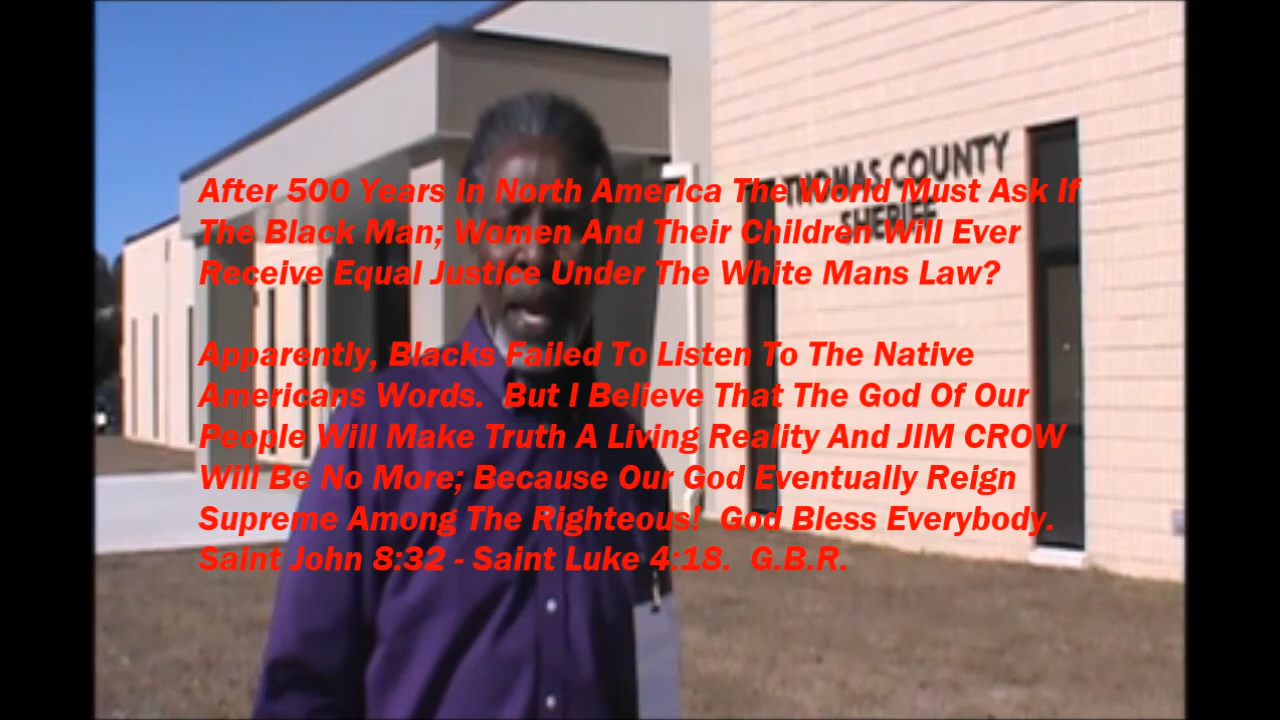 THOMAS COUNTY
SHERIFF
After 500 Years In North America The World Must Ask If
The Black Man; Women And Their Children Will Ever
Receive Equal Justice Under The White Mans Law?
Apparently, Blacks Failed To Listen To The Native
Americans Words.  But I Believe That The God Of Our
People Will Make Truth A Living Reality And JIM CROW
Will Be No More; Because Our God Eventually Reign
Supreme Among The Righteous!  God Bless Everybody.
Saint John 8:32 - Saint Luke 4:18.  G.B.R.